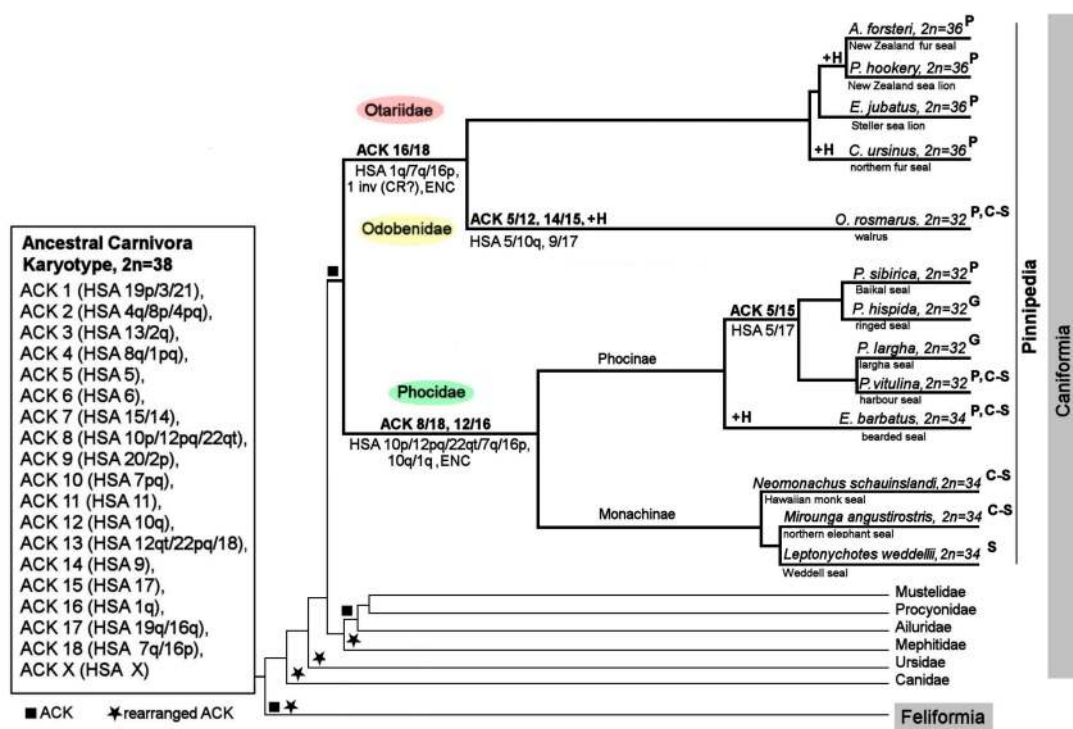 Ancestral Carnivora
Karyotype, 2n=38
ACK 1 (HSA 19p/3/21),
ACK 2 (HSA 4q/8p/4pq),
ACK 3 (HSA 13/2q),
ACK 4 (HSA 8q/1pq),
ACK 5 (HSA 5),
ACK 6 (HSA 6),
ACK 7 (HSA 15/14),
ACK 8 (HSA 10p/12pq/22qt),
ACK 9 (HSA 20/2p),
ACK 10 (HSA 7pq),
ACK 11 (HSA 11),
ACK 12 (HSA 10q),
ACK 13 (HSA 12qt/22pq/18),
ACK 14 (HSA 9),
ACK 15 (HSA 17),
ACK 16 (HSA 1q),
ACK 17 (HSA 19q/16q),
ACK 18 (HSA 7q/16p),
ACK X (HSA X)
■ ACK ★ rearranged ACK
Otariidae
ACK 16/18
HSA 1q/7q/16p,
1 inv (CR?), ENC
Odobenidae
ACK 5/12, 14/15, +H
HSA 5/10q, 9/17
Phocidae
ACK 8/18, 12/16
HSA 10p/12pq/22qt/7q/16p,
10q/1q, ENC
Phocinae
ACK 5/15
HSA 5/17
+H
Monachinae
+H
+H
A. forsteri, 2n=36 P
New Zealand fur seal
P. hookery, 2n=36 P
New Zealand sea lion
E. jubatus, 2n=36 P
Steller sea lion
C. ursinus, 2n=36 P
northern fur seal
O. rosmarus, 2n=32 P, C-S
walrus
P. sibirica, 2n=32 P
Baikal seal
P. hispida, 2n=32 G
ringed seal
P. largha, 2n=32 G
largha seal
P. vitulina, 2n=32 P, C-S
harbour seal
E. barbatus, 2n=34 P, C-S
bearded seal
Neomonachus schauinslandi, 2n=34 C-S
Hawaiian monk seal
Mirounga angustirostris, 2n=34 C-S
northern elephant seal
Leptonychotes weddellii, 2n=34 S
Weddell seal
Mustelidae
Procyonidae
Ailuridae
Mephitidae
Ursidae
Canidae
Feliformia
Pinnipedia
Caniformia